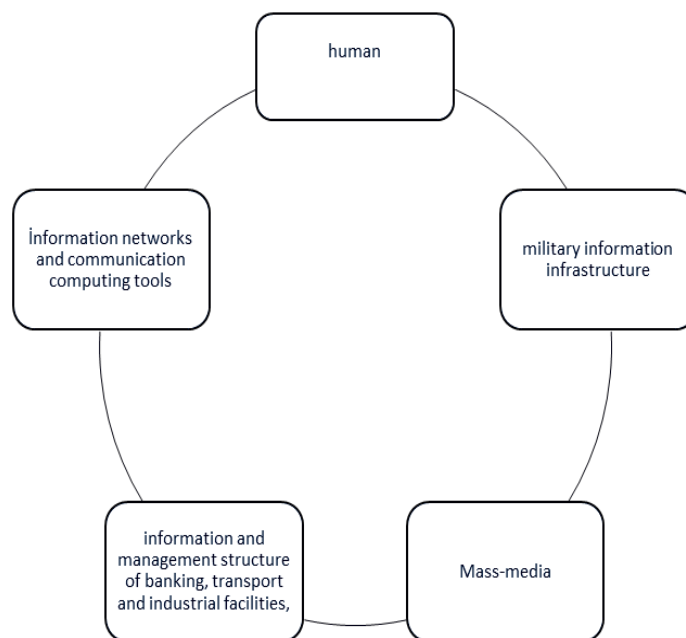 human
İnformation networks
and communication
computing tools
military information
infrastructure
information and
management structure
of banking, transport
and industrial facilities,
Mass-media